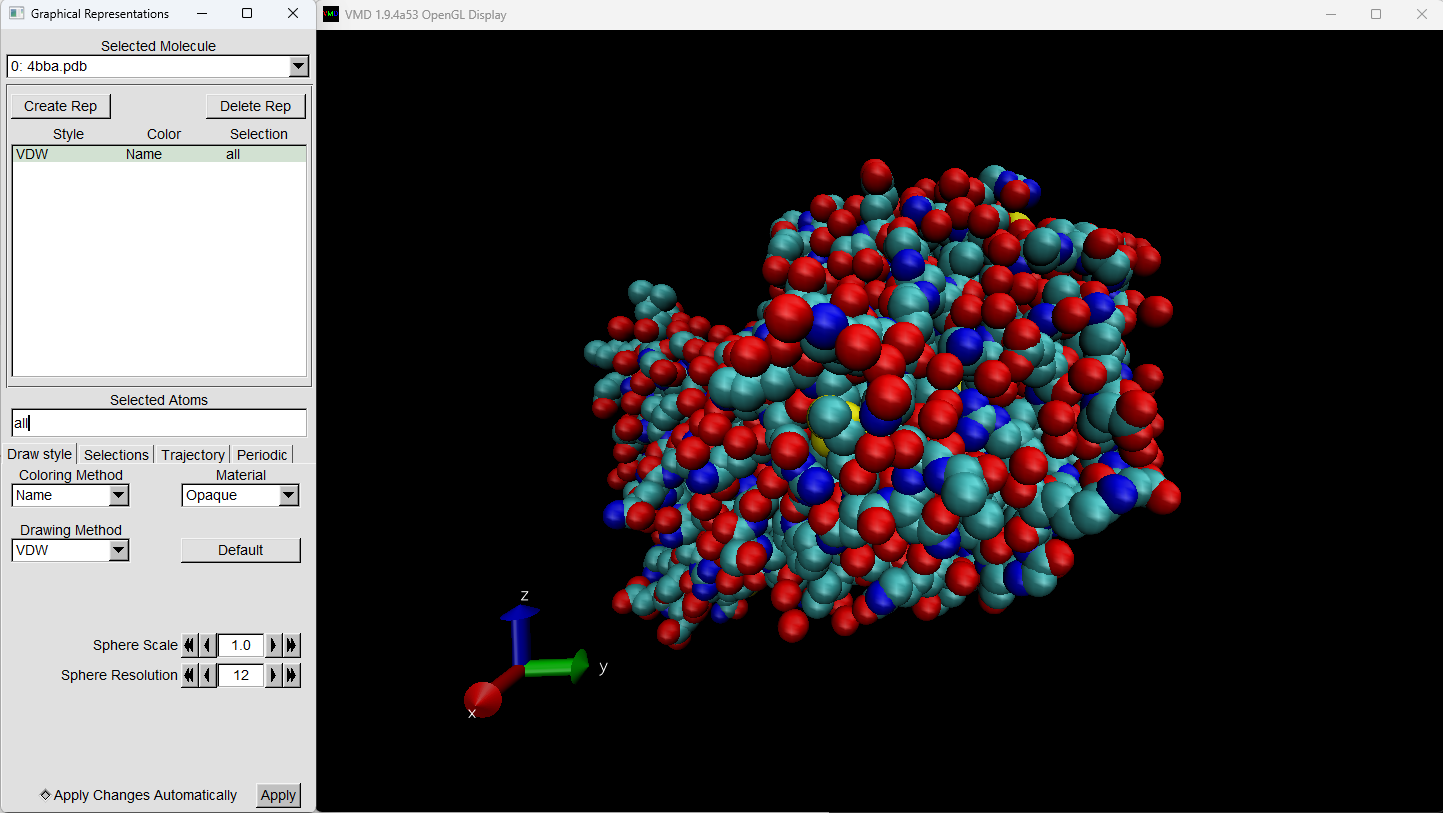 Graphical Representations
VMD 1.9.4a53 OpenGL Display
Selected Molecule
0: 4bba.pdb
Create Rep Delete Rep
Style Color Selection
VDW Name all
Selected Atoms
all
Draw style Selections Trajectory Periodic
Coloring Method Material
Name Opaque
Drawing Method
VDW Default
Sphere Scale 1.0
Sphere Resolution 12
Apply Changes Automatically Apply
z
y
x